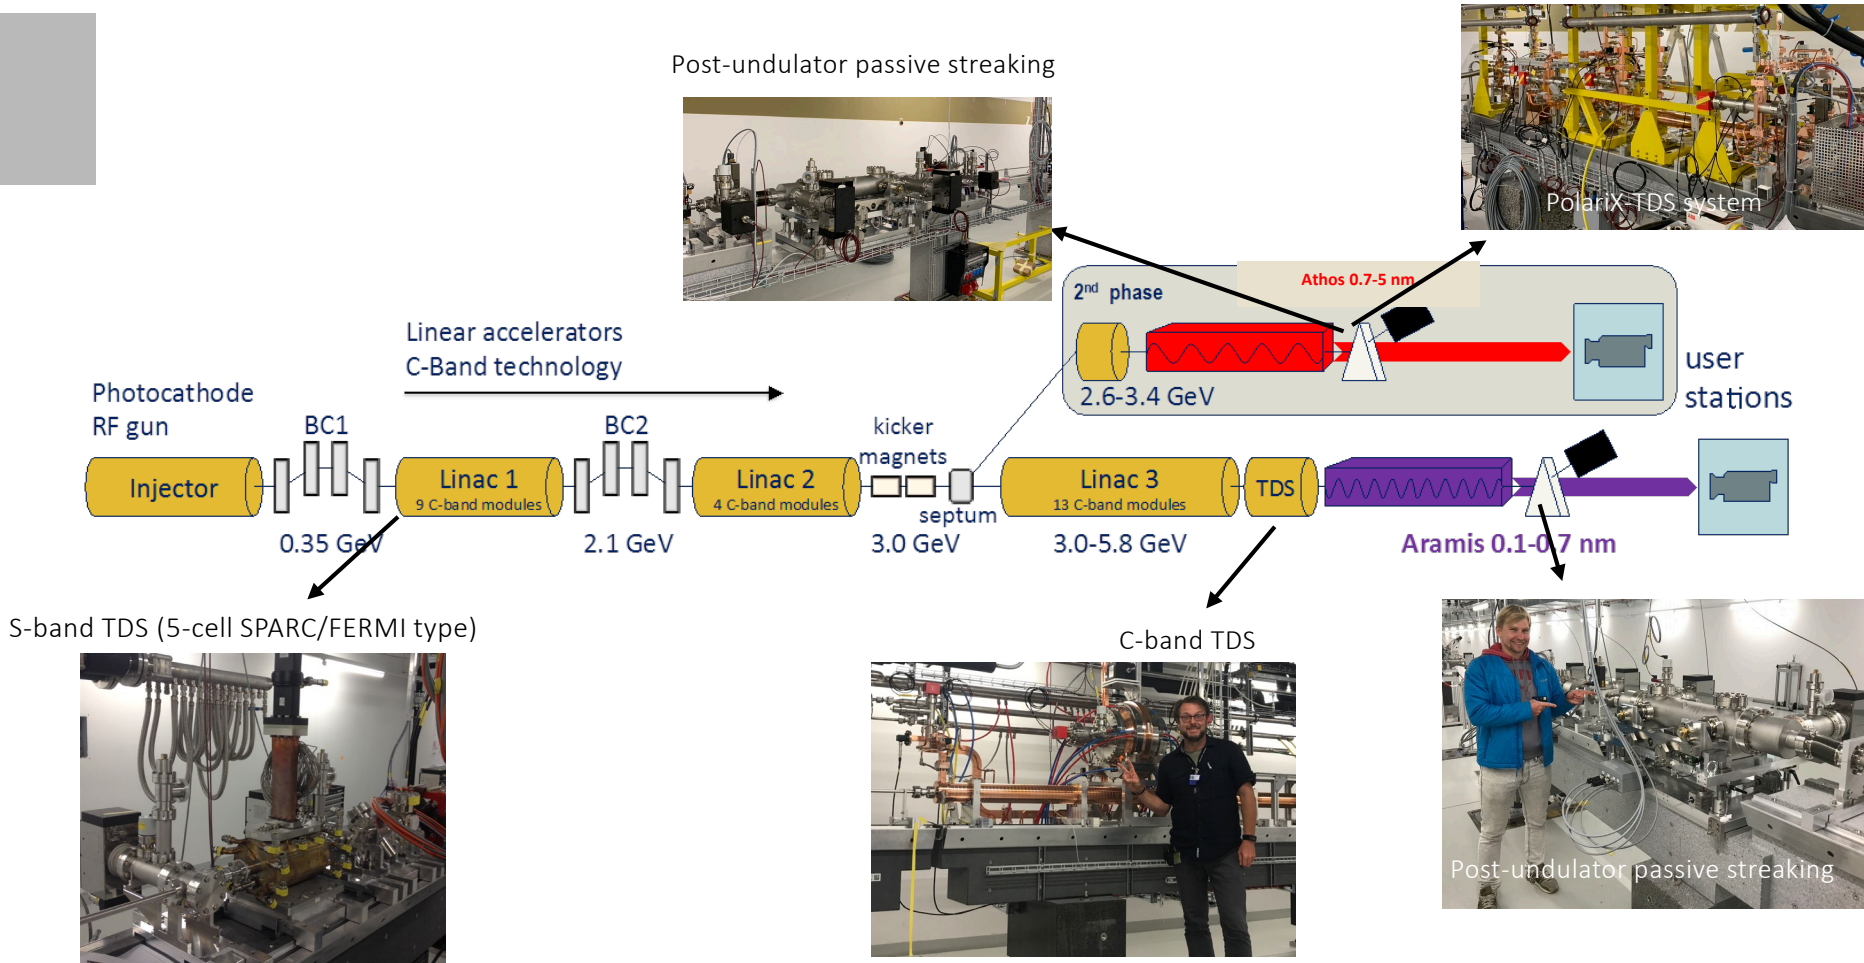 Post-undulator passive streaking
PolariX-TDS system
Athos 0.7-5 nm
2nd phase
Linear accelerators
C-Band technology
user
stations
2.6-3.4 GeV
Photocathode
RF gun
BC1
BC2
kicker
magnets
Injector
Linac 1
9 C-band modules
Linac 2
4 C-band modules
septum
Linac 3
13 C-band modules
TDS
0.35 GeV
2.1 GeV
3.0 GeV
3.0-5.8 GeV
Aramis 0.1-0.7 nm
S-band TDS (5-cell SPARC/FERMI type)
C-band TDS
Post-undulator passive streaking